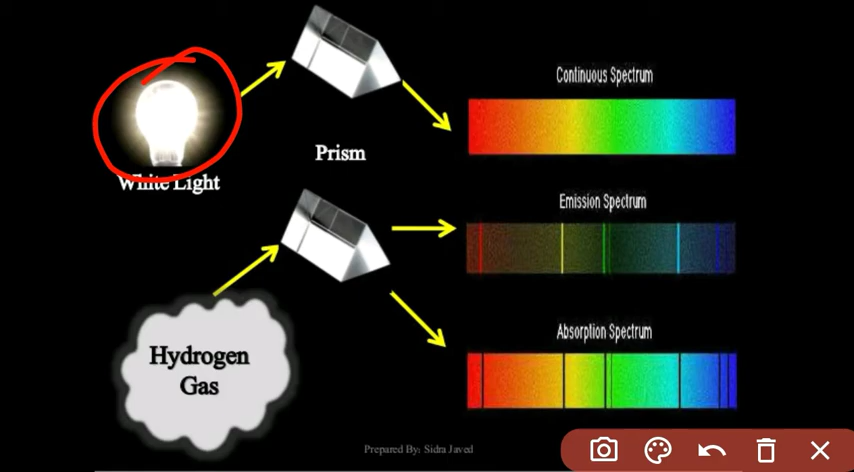 Continuous Spectrum
Prism
White Light
Emission Spectrum
Hydrogen
Gas
Absorption Spectrum
Prepared By: Sidra Javed